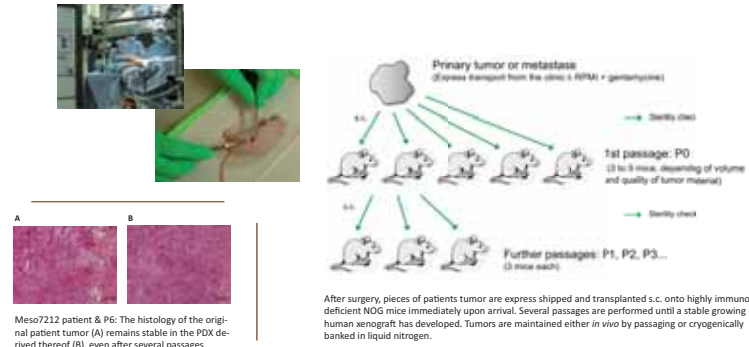 Primary tumor or metastase
(Express transport from the clinic in RPMI + gentamycine)
s.c.
Sterility check
1st passage: P0
(3 to 5 mice, depending of volume
and quality of tumor material)
s.c.
Sterility check
Further passages: P1, P2, P3...
(3 mice each)
A
B
Meso7212 patient & P6: The histology of the origi-
nal patient tumor (A) remains stable in the PDX de-
rived thereof (B), even after several passages.
After surgery, pieces of patients tumor are express shipped and transplanted s.c. onto highly immuno
deficient NOG mice immediately upon arrival. Several passages are performed until a stable growing
human xenograft has developed. Tumors are maintained either in vivo by passaging or cryogenically
banked in liquid nitrogen.